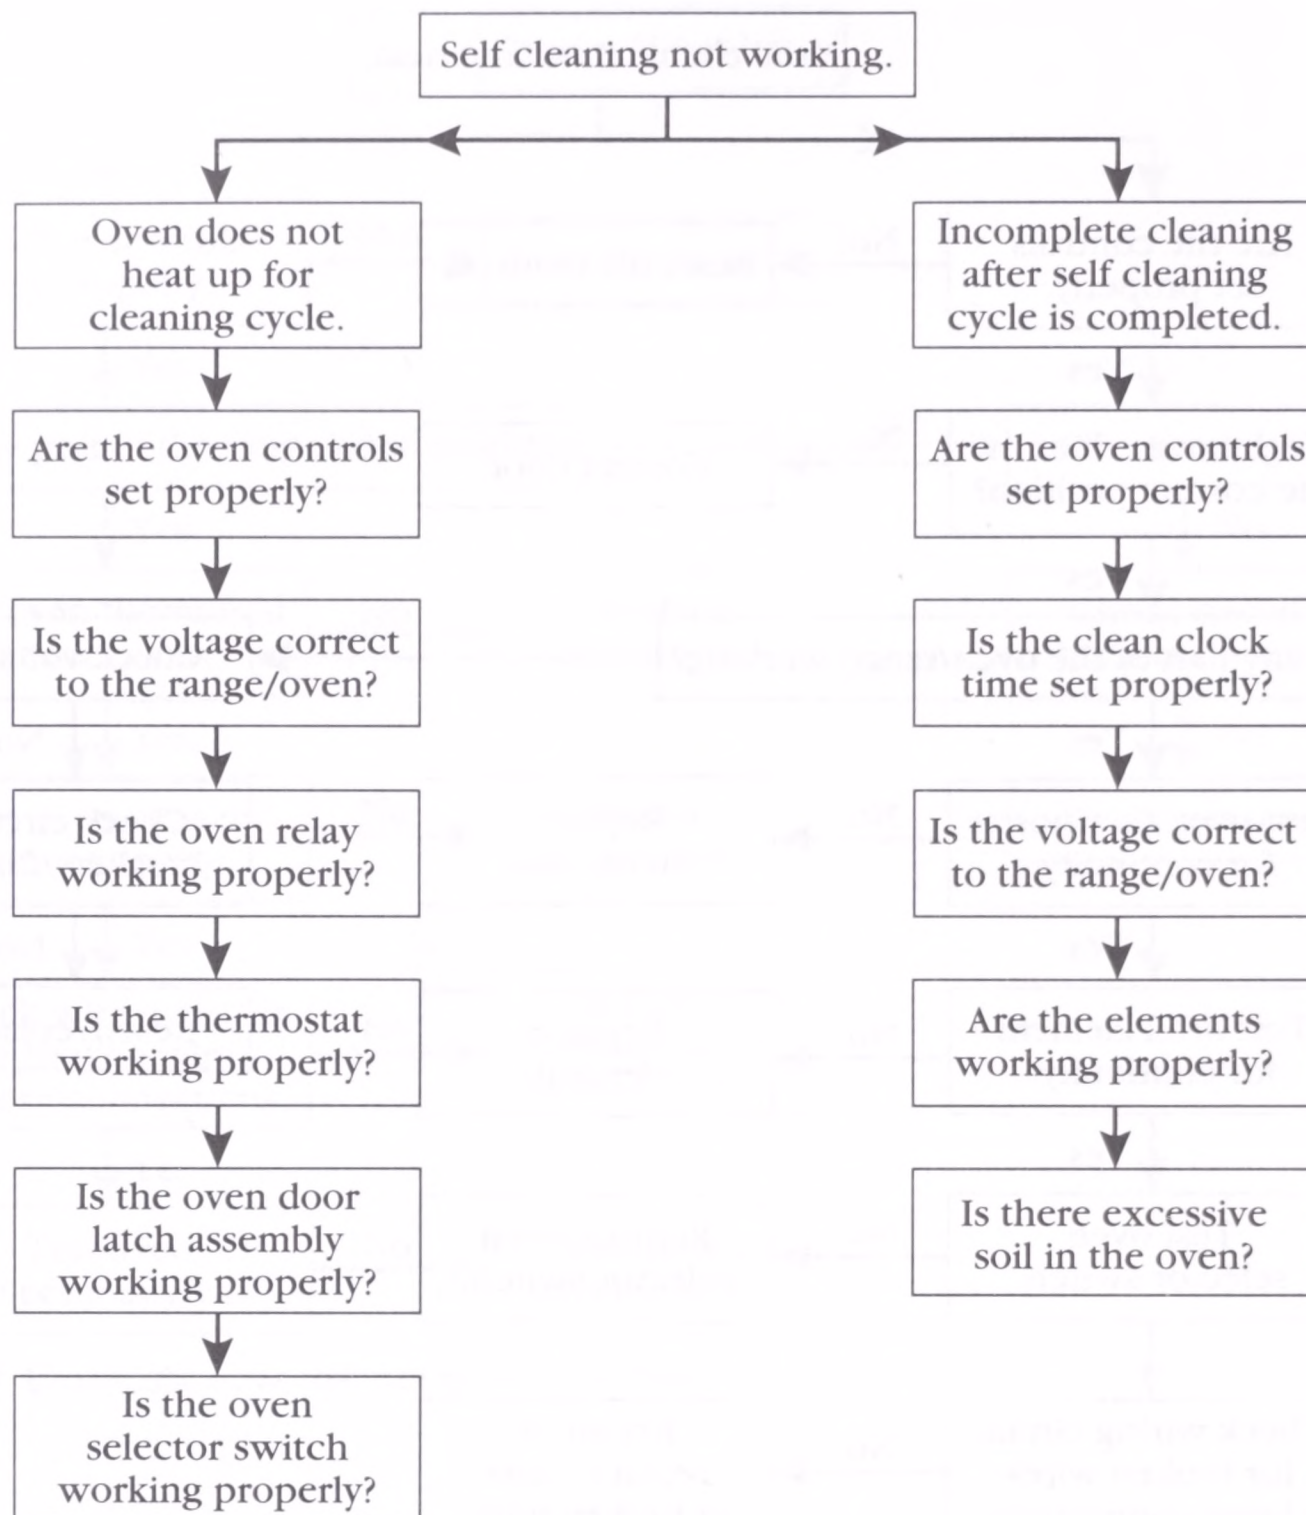 Self cleaning not working.
Oven does not
heat up for
cleaning cycle.
Are the oven controls
set properly?
Is the voltage correct
to the range/oven?
Is the oven relay
working properly?
Is the thermostat
working properly?
Is the oven door
latch assembly
working properly?
Is the oven
selector switch
working properly?
Incomplete cleaning
after self cleaning
cycle is completed.
Are the oven controls
set properly?
Is the clean clock
time set properly?
Is the voltage correct
to the range/oven?
Are the elements
working properly?
Is there excessive
soil in the oven?